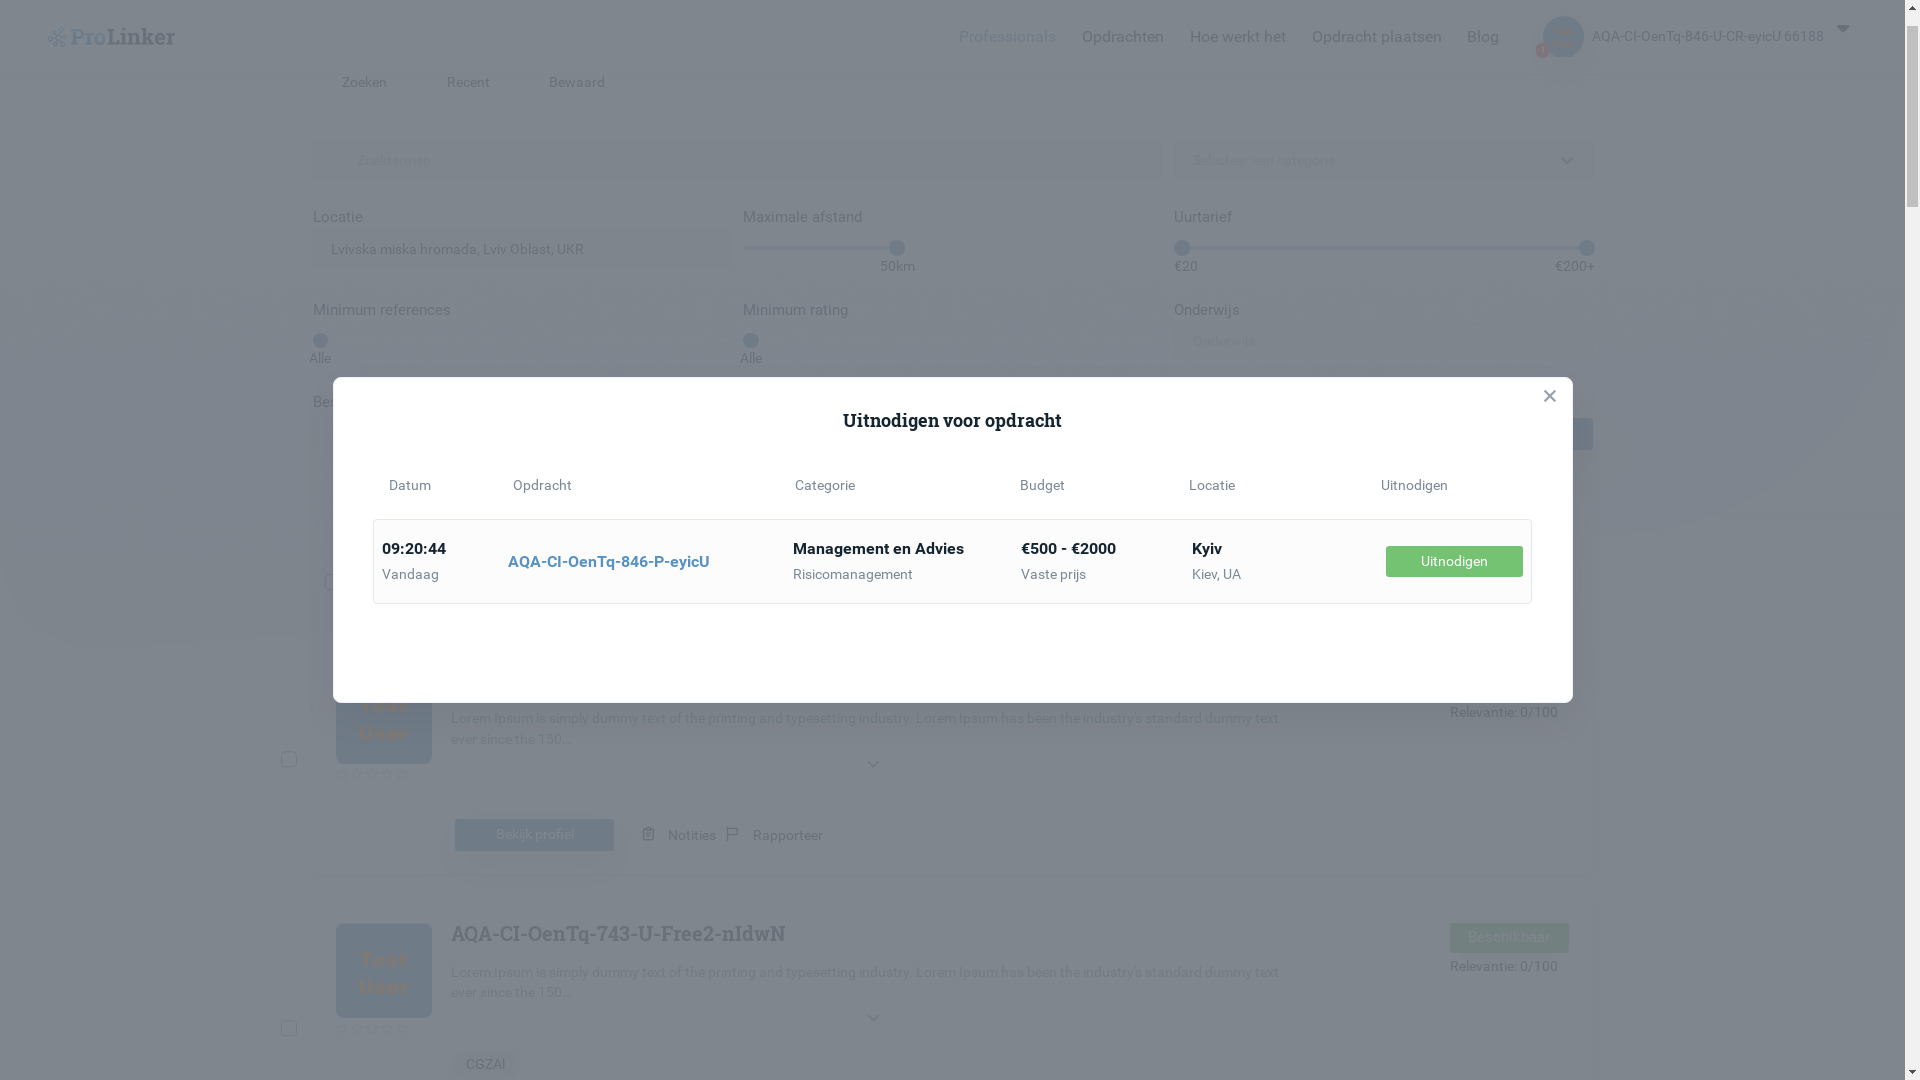 ProLinker
Professionals Opdrachten Hoe werkt het Opdracht plaatsen Blog
1 AQA-CI-OenTq-846-U-CR-eyicU 66188
Zoeken Recent Bewaard
Zoektermen Selecteer een categorie
Locatie Maximale afstand Uurtarief
Lvivska miska hromada, Lviv Oblast, UKR
50km €20 €200+
Minimum references Minimum rating Onderwijs
Onderwijs
Alle Alle
Uitnodigen voor opdracht
Datum Opdracht Categorie Budget Locatie Uitnodigen
09:20:44 Management en Advies €500 - €2000 Kyiv
AQA-CI-OenTq-846-P-eyicU Uitnodigen
Vandaag Risicomanagement Vaste prijs Kiev, UA
Relevantie: 0/100
Lorem Ipsum is simply dummy text of the printing and typesetting industry. Lorem Ipsum has been the industry's standard dummy text
ever since the 150...
User
Bekijk profiel Notities Rapporteer
AQA-CI-OenTq-743-U-Free2-nIdwN Beschikbaar
Relevantie: 0/100
Lorem Ipsum is simply dummy text of the printing and typesetting industry. Lorem Ipsum has been the industry's standard dummy text
ever since the 150...
Test
User
CGZAl